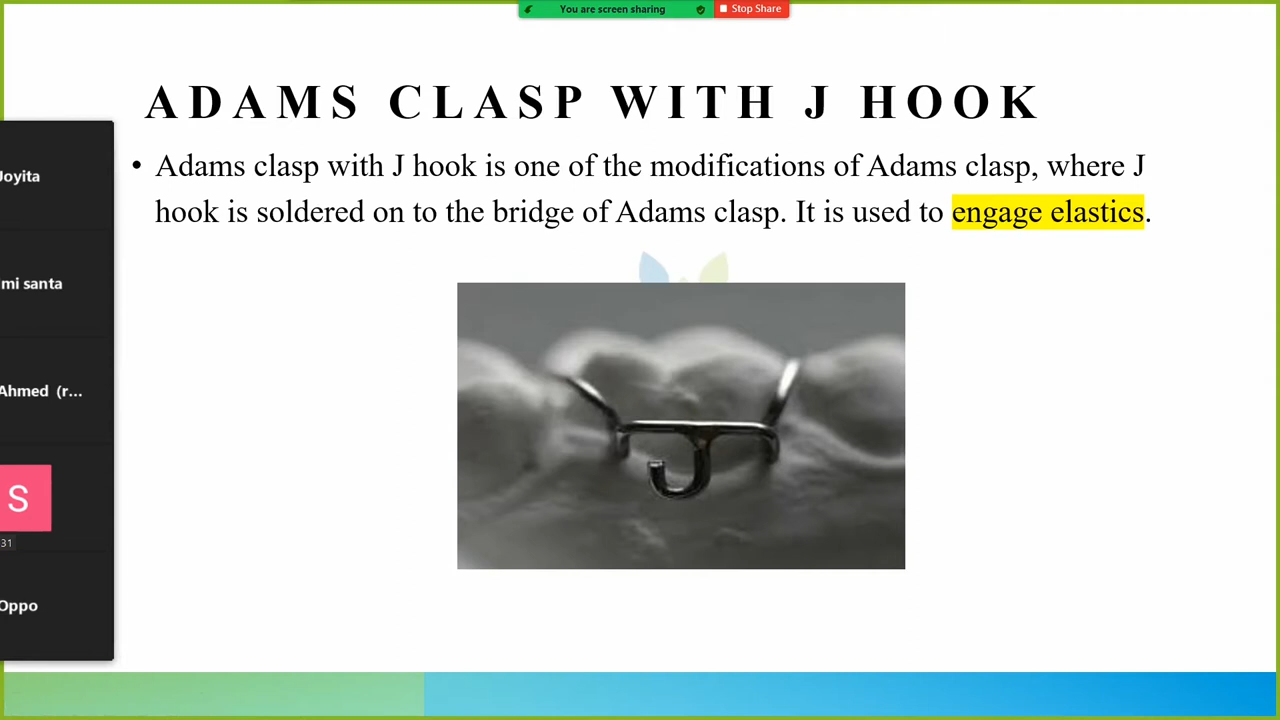 You are screen sharing
Stop Share
ADAMS CLASP WITH J HOOK
• Adams clasp with J hook is one of the modifications of Adams clasp, where J
hook is soldered on to the bridge of Adams clasp. It is used to engage elastics.
Joyita
mi santa
Ahmed (r...
S
31
Oppo